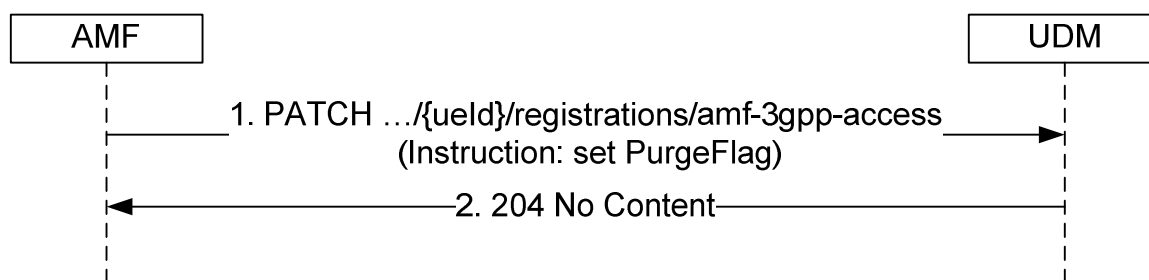 AMF
UDM
1. PATCH …/{ueId}/registrations/amf-3gpp-access
(Instruction: set PurgeFlag)
2. 204 No Content